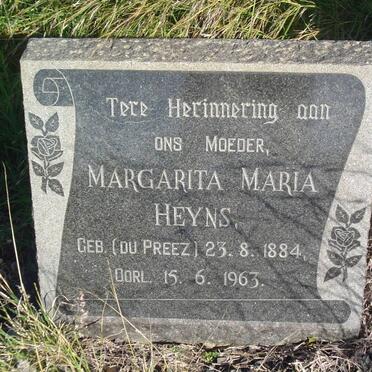 Tere Herinnering aan
ons Moeder,
Margarita Maria
Heyns,
Geb. (du Preez) 23. 8. 1884,
Oorl. 15. 6. 1963.